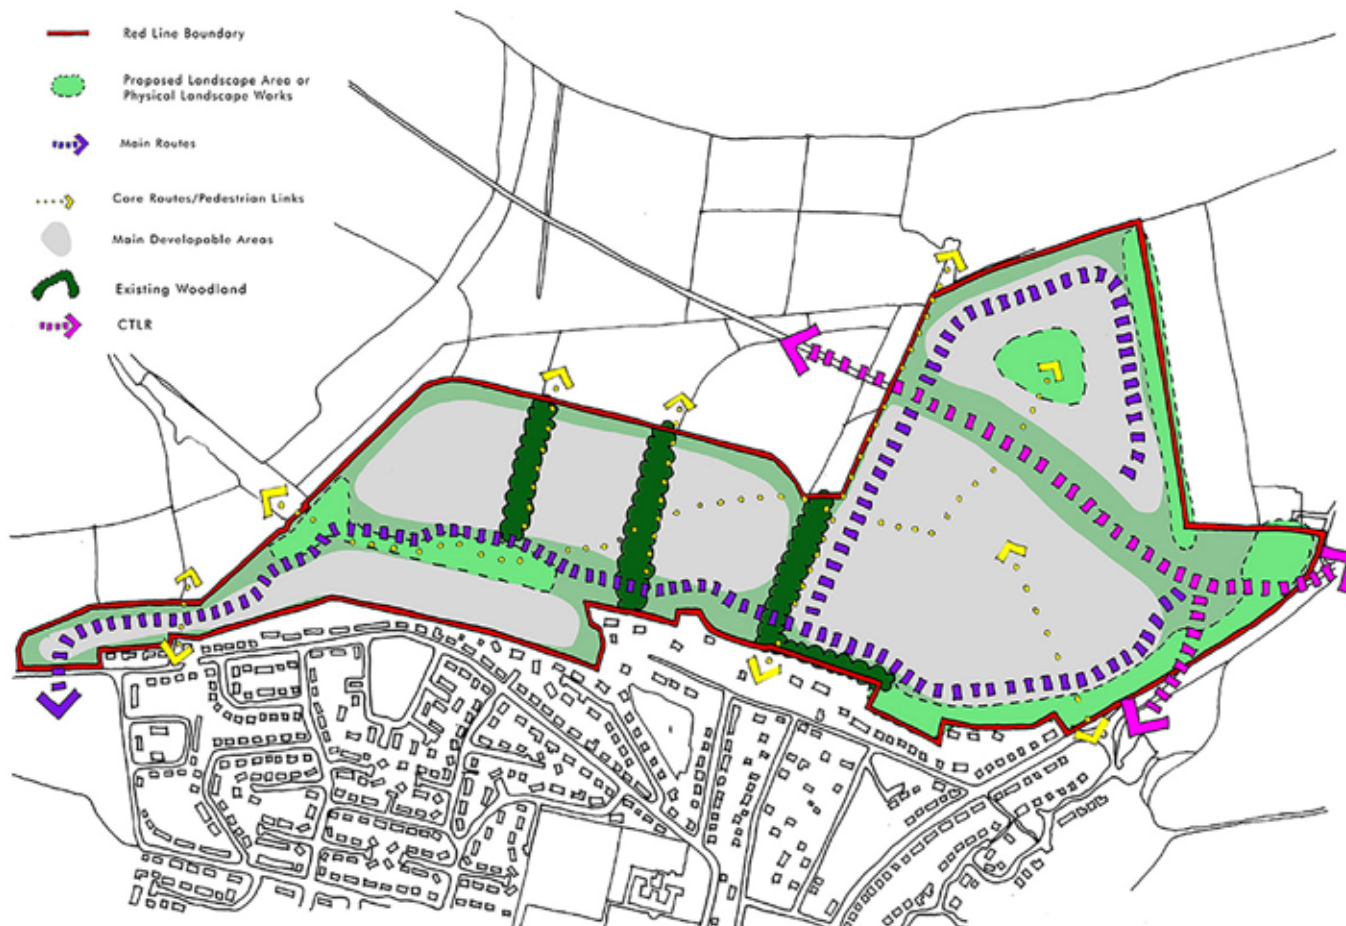 Red Line Boundary
Proposed Landscape Area or
Physical Landscape Works
Main Routes
Core Routes/Pedestrian Links
Main Developable Areas
Existing Woodland
CTLR